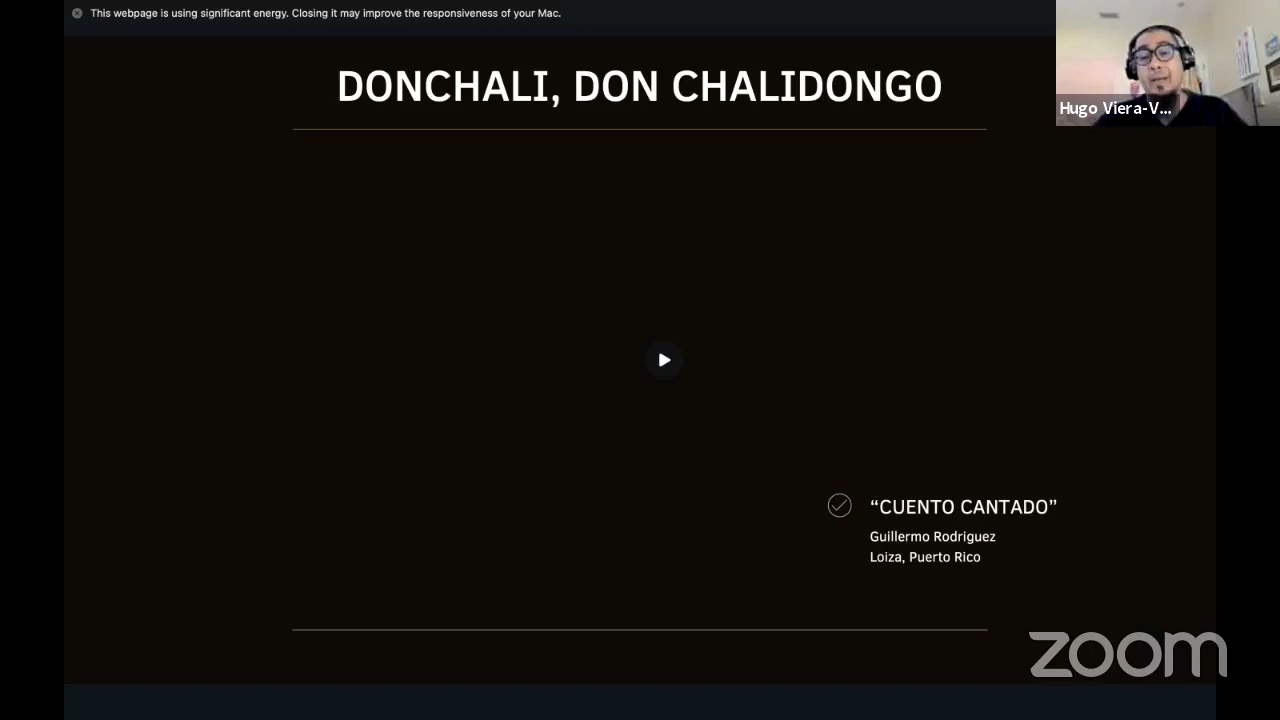 This webpage is using significant energy. Closing it may improve the responsiveness of your Mac.
DONCHALI, DON CHALIDONGO
Hugo Viera-V...
“CUENTO CANTADO”
Guillermo Rodriguez
Loiza, Puerto Rico
zoom